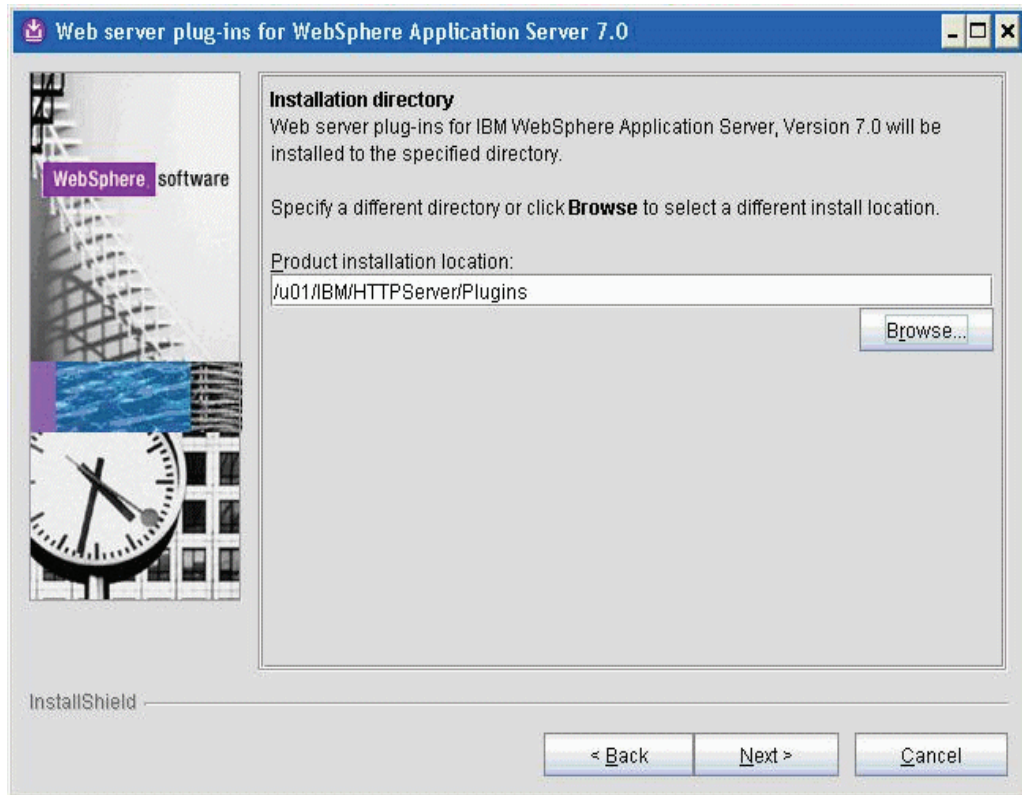 Web server plug-ins for WebSphere Application Server 7.0
WebSphere software
Installation directory
Web server plug-ins for IBM WebSphere Application Server, Version 7.0 will be
installed to the specified directory.
Specify a different directory or click Browse to select a different install location.
Product installation location:
/u01/IBM/HTTPServer/Plugins
Browse...
InstallShield
< Back
Next >
Cancel